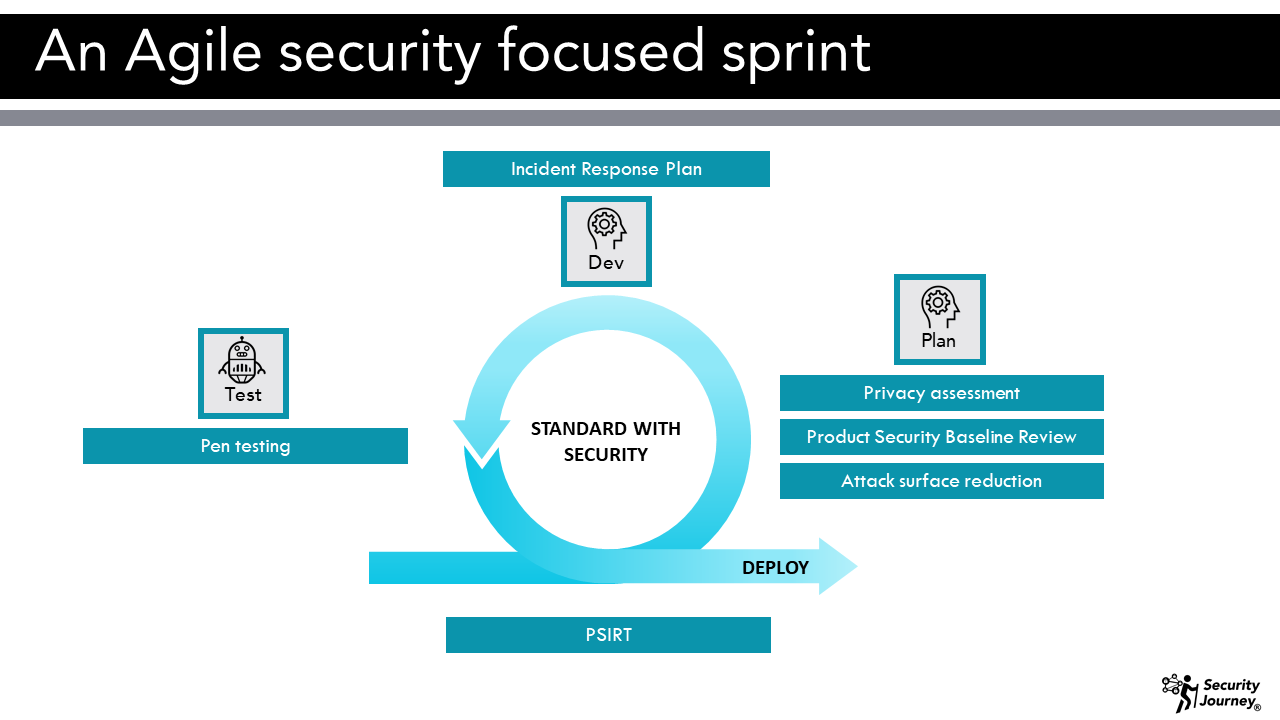 An Agile security focused sprint
Incident Response Plan
Dev
Plan
Privacy assessment
Product Security Baseline Review
Attack surface reduction
Test
Pen testing
STANDARD WITH
SECURITY
DEPLOY
PSIRT
Security
Journey®